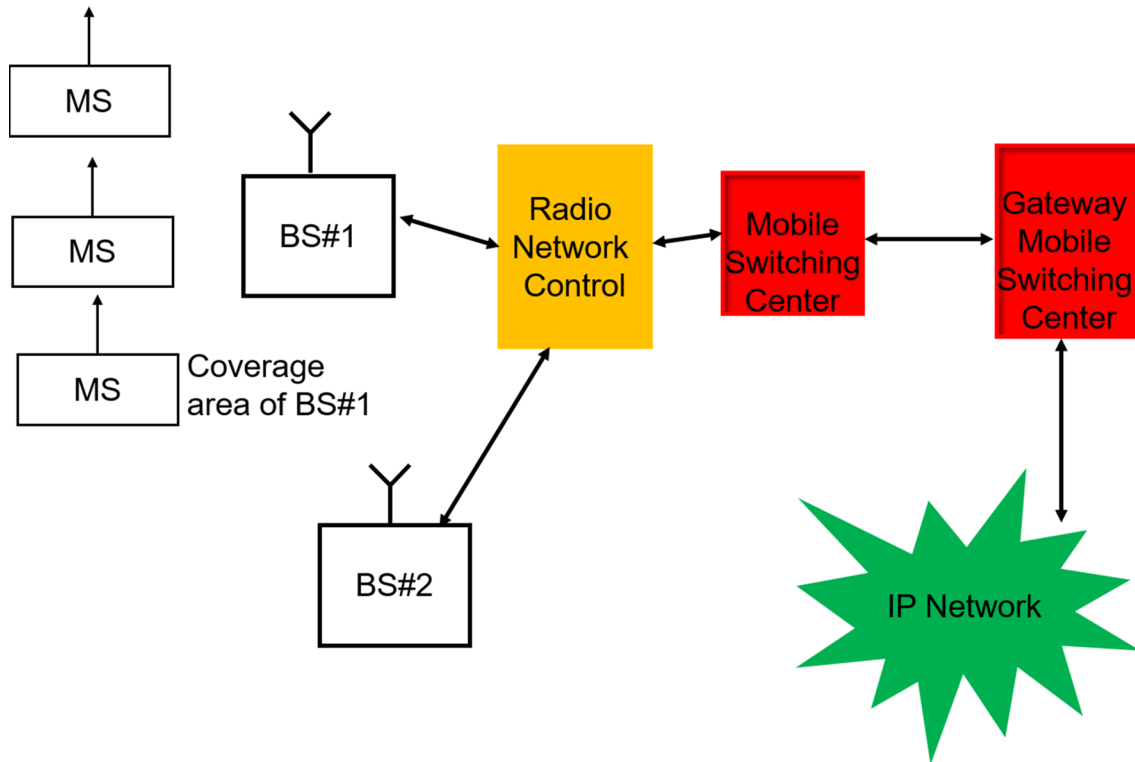 MS
MS
MS
Coverage
area of BS#1
BS#1
BS#2
Radio
Network
Control
Mobile
Switching
Center
Gateway
Mobile
Switching
Center
IP Network